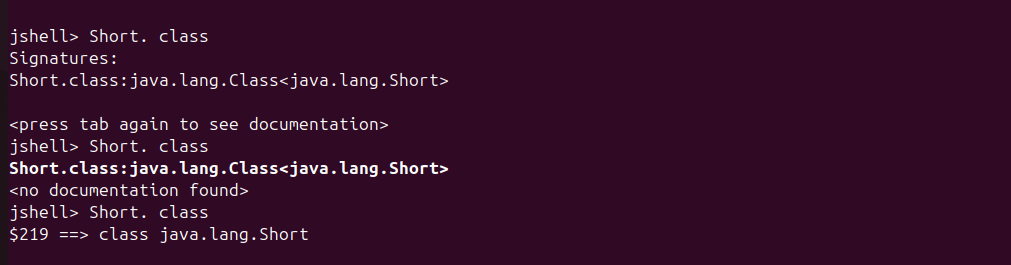 jshell> Short. class
Signatures:
Short.class:java.lang.Class<java.lang.Short>
<press tab again to see documentation>
jshell> Short. class
Short.class:java.lang.Class<java.lang.Short>
<no documentation found>
jshell> Short. class
$219 ==> class java.lang.Short